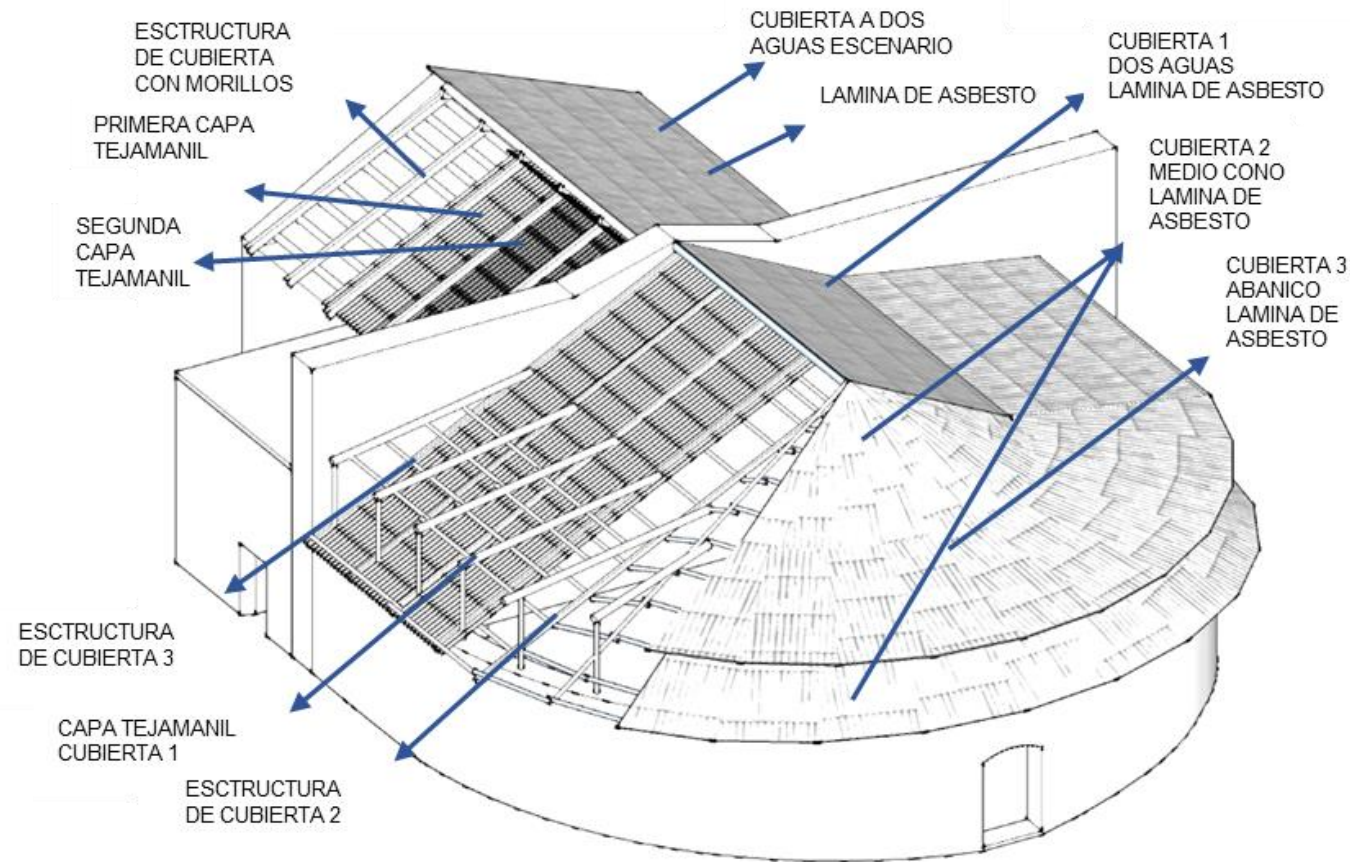 ESCTRUCTURA
DE CUBIERTA
CON MORILLOS
PRIMERA CAPA
TEJAMANIL
SEGUNDA
CAPA
TEJAMANIL
CUBIERTA A DOS
AGUAS ESCENARIO
LAMINA DE ASBESTO
CUBIERTA 1
DOS AGUAS
LAMINA DE ASBESTO
CUBIERTA 2
MEDIO CONO
LAMINA DE
ASBESTO
CUBIERTA 3
ABANICO
LAMINA DE
ASBESTO
ESCTRUCTURA
DE CUBIERTA 3
CAPA TEJAMANIL
CUBIERTA 1
ESCTRUCTURA
DE CUBIERTA 2